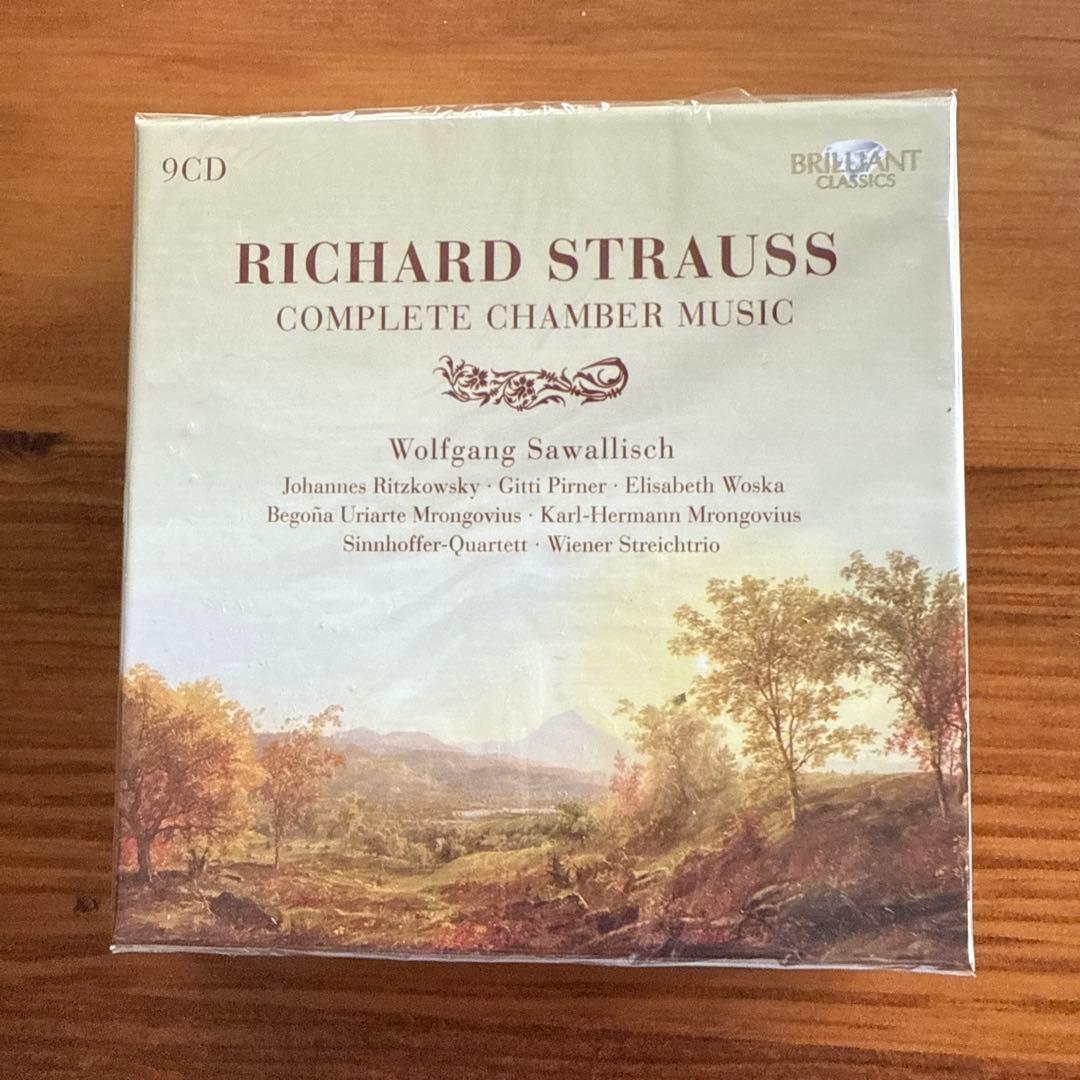 9CD
BRILLIANT
CLASSICS
RICHARD STRAUSS
COMPLETE CHAMBER MUSIC
Wolfgang Sawallisch
Johannes Ritzkowsky · Gitti Pirner · Elisabeth Woska
Begoña Uriarte Mrongovius · Karl-Hermann Mrongovius
Sinnhoffer-Quartett · Wiener Streichtrio